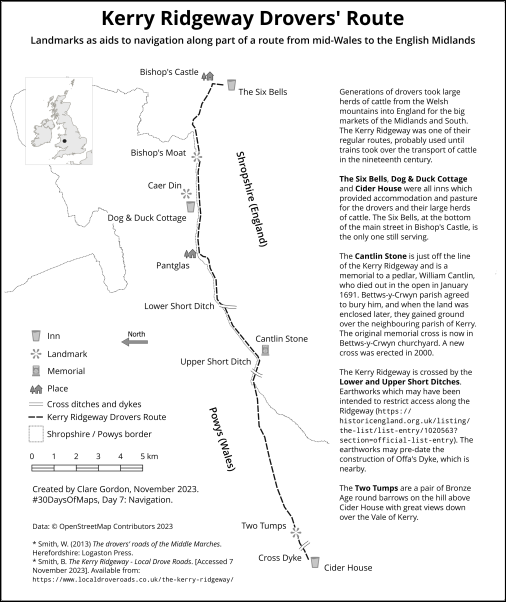 Kerry Ridgeway Drovers' Route
Landmarks as aids to navigation along part of a route from mid-Wales to the English Midlands
Bishop's Castle
The Six Bells
Bishop's Moat
Caer Din
Dog & Duck Cottage
Pantglas
Shropshire (England)
Lower Short Ditch
Cantlin Stone
Upper Short Ditch
Powys (Wales)
Two Tumps
Cross Dyke
Cider House
North
Inn
Landmark
Memorial
Place
Cross ditches and dykes
Kerry Ridgeway Drovers Route
Shropshire / Powys border
0 1 2 3 4 5 km
Created by Clare Gordon, November 2023.
#30DaysOfMaps, Day 7: Navigation.
Data: © OpenStreetMap Contributors 2023
* Smith, W. (2013) The drovers' roads of the Middle Marches.
Herefordshire: Logaston Press.
* Smith, B. The Kerry Ridgeway - Local Drove Roads. [Accessed 7
November 2023]. Available from:
https://www.localdroveroads.co.uk/the-kerry-ridgeway/
Generations of drovers took large
herds of cattle from the Welsh
mountains into England for the big
markets of the Midlands and South.
The Kerry Ridgeway was one of their
regular routes, probably used until
trains took over the transport of cattle
in the nineteenth century.
The Six Bells, Dog & Duck Cottage
and Cider House were all inns which
provided accommodation and pasture
for the drovers and their large herds
of cattle. The Six Bells, at the bottom
of the main street in Bishop's Castle, is
the only one still serving.
The Cantlin Stone is just off the line
of the Kerry Ridgeway and is a
memorial to a pedlar, William Cantlin,
who died out in the open in January
1691. Bettws-y-Crwyn parish agreed
to bury him, and when the land was
enclosed later, they gained ground
over the neighbouring parish of Kerry.
The original memorial cross is now in
Bettws-y-Crwyn churchyard. A new
cross was erected in 2000.
The Kerry Ridgeway is crossed by the
Lower and Upper Short Ditches.
Earthworks which may have been
intended to restrict access along the
Ridgeway (https://
historicengland.org.uk/listing/
the-list/list-entry/1020563?
section=official-list-entry). The
earthworks may pre-date the
construction of Offa's Dyke, which is
nearby.
The Two Tumps are a pair of Bronze
Age round barrows on the hill above
Cider House with great views down
over the Vale of Kerry.